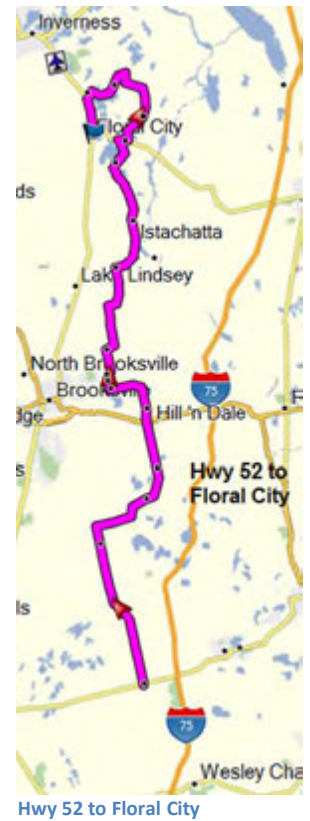 Inverness
Floral City
ds
Istachatta
Lake Lindsey
North Brooksville
Brooksville
75
dge
Hill 'n Dale
R
s
Hwy 52 to
Floral City
ls
75
Wesley Cha
Hwy 52 to Floral City